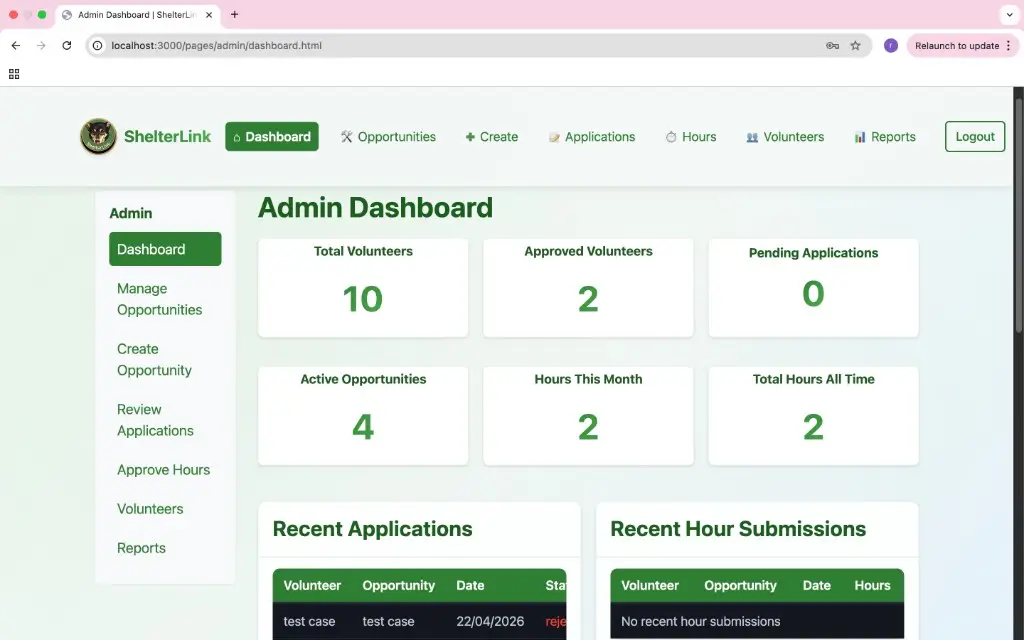 Admin Dashboard | ShelterLi
localhost:3000/pages/admin/dashboard.html
Relaunch to update
ShelterLink
Dashboard
Opportunities
Create
Applications
Hours
Volunteers
Reports
Logout
Admin
Dashboard
Manage
Opportunities
Create
Opportunity
Review
Applications
Approve Hours
Volunteers
Reports
Admin Dashboard
Total Volunteers
10
Approved Volunteers
2
Pending Applications
0
Active Opportunities
4
Hours This Month
2
Total Hours All Time
2
Recent Applications
Volunteer Opportunity Date Sta
test case test case 22/04/2026 reje
Recent Hour Submissions
Volunteer Opportunity Date Hours
No recent hour submissions